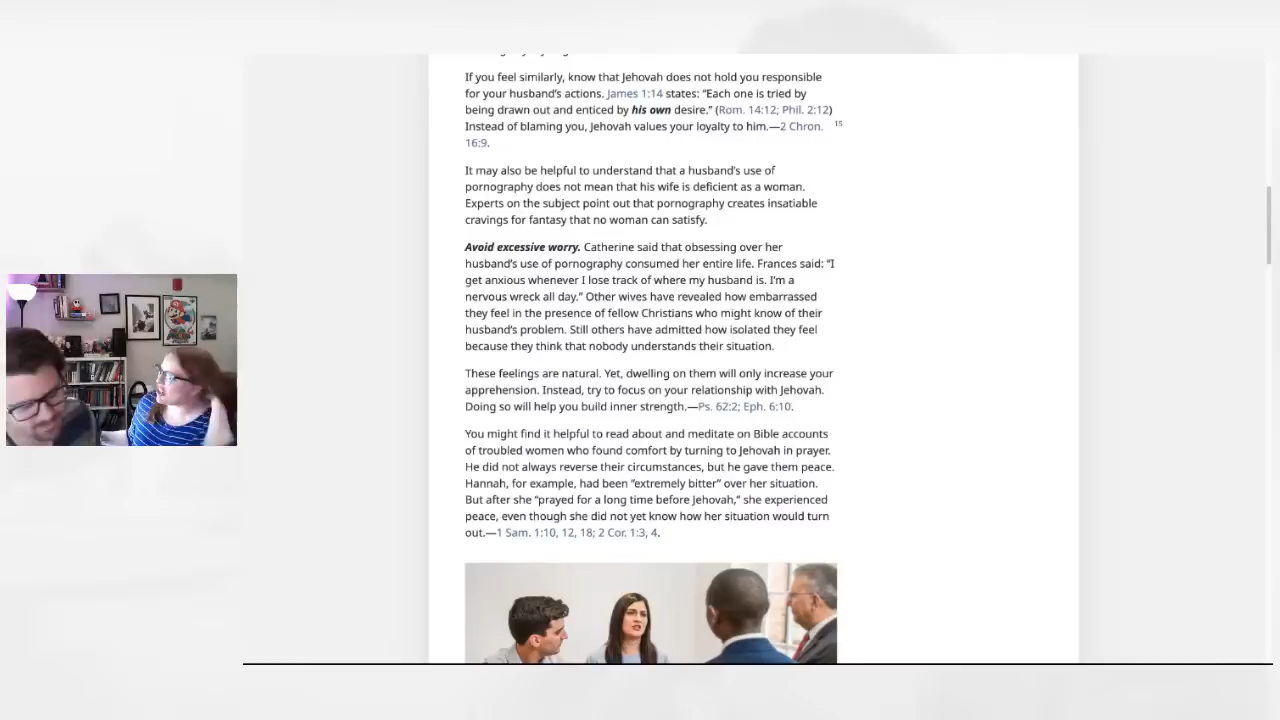 If you feel similarly, know that Jehovah does not hold you responsible
for your husband's actions. James 1:14 states: “Each one is tried by
being drawn out and enticed by his own desire.” (Rom. 14:12; Phil. 2:12)
Instead of blaming you, Jehovah values your loyalty to him.—2 Chron. 15
16:9.
It may also be helpful to understand that a husband's use of
pornography does not mean that his wife is deficient as a woman.
Experts on the subject point out that pornography creates insatiable
cravings for fantasy that no woman can satisfy.
Avoid excessive worry. Catherine said that obsessing over her
husband's use of pornography consumed her entire life. Frances said: “I
get anxious whenever I lose track of where my husband is. I'm a
nervous wreck all day.” Other wives have revealed how embarrassed
they feel in the presence of fellow Christians who might know of their
husband's problem. Still others have admitted how isolated they feel
because they think that nobody understands their situation.
These feelings are natural. Yet, dwelling on them will only increase your
apprehension. Instead, try to focus on your relationship with Jehovah.
Doing so will help you build inner strength.—Ps. 62:2; Eph. 6:10.
You might find it helpful to read about and meditate on Bible accounts
of troubled women who found comfort by turning to Jehovah in prayer.
He did not always reverse their circumstances, but he gave them peace.
Hannah, for example, had been “extremely bitter” over her situation.
But after she “prayed for a long time before Jehovah,” she experienced
peace, even though she did not yet know how her situation would turn
out.—1 Sam. 1:10, 12, 18; 2 Cor. 1:3, 4.